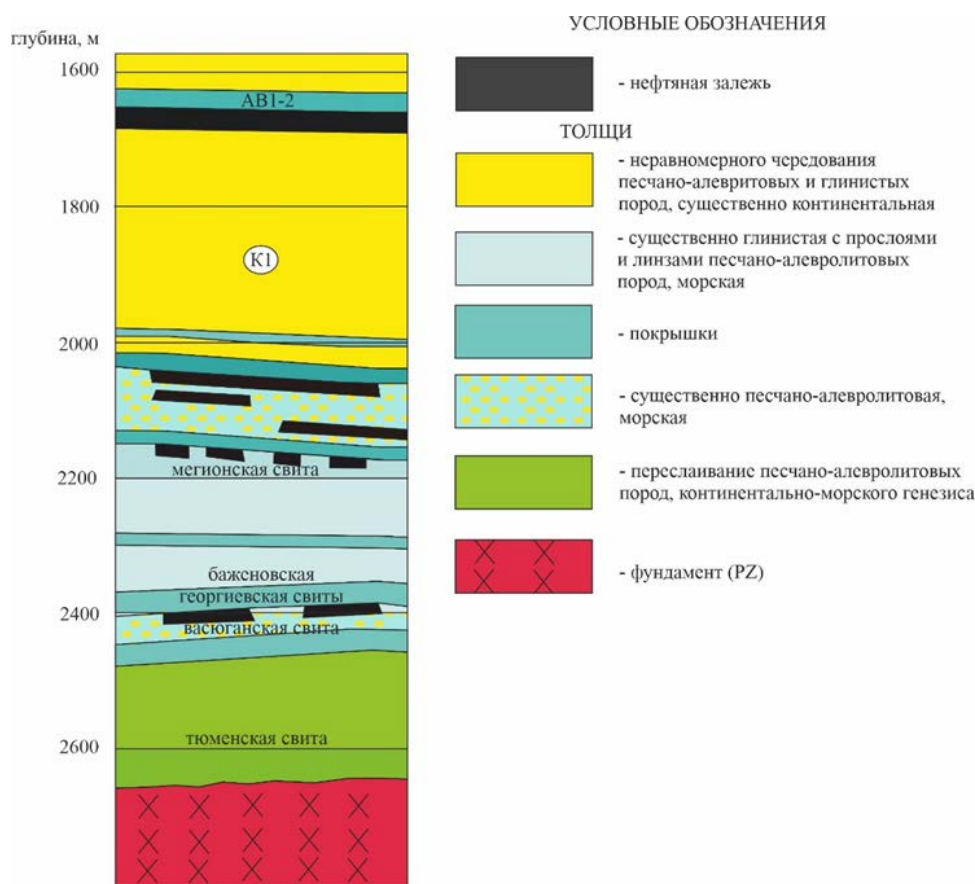 УСЛОВНЫЕ ОБОЗНАЧЕНИЯ
глубина, м
1600
АВ1-2
1800
К1
2000
мегионская свита
2200
баженовская
георгиевская свиты
2400
васюганская свита
2600
тюменская свита
- нефтяная залежь
ТОЛЩИ
- неравномерного чередования
песчано-алевритовых и глинистых
пород, существенно континентальная
- существенно глинистая с прослоями
и линзами песчано-алевролитовых
пород, морская
- покрышки
- существенно песчано-алевролитовая,
морская
- переслаивание песчано-алевролитовых
пород, континентально-морского генезиса
- фундамент (PZ)